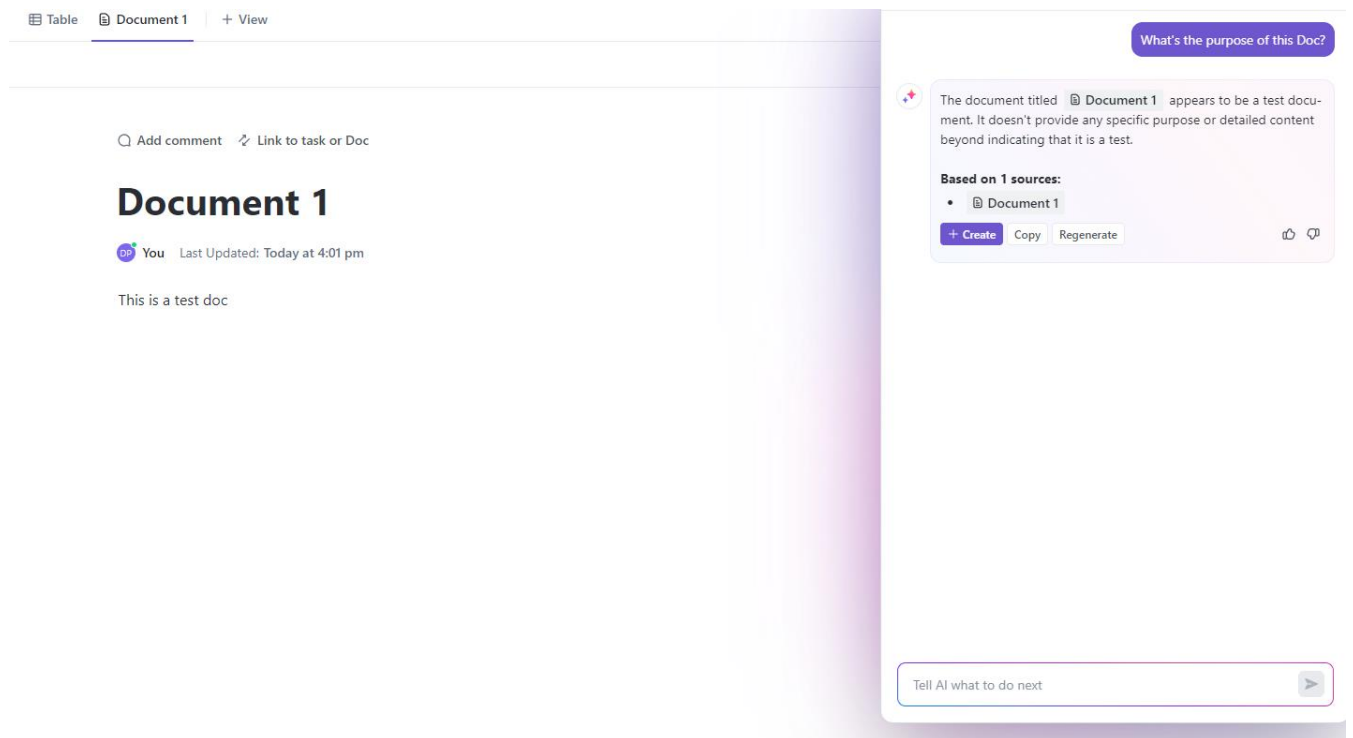 Table Document 1 + View
Add comment Link to task or Doc
Document 1
DP You Last Updated: Today at 4:01 pm
This is a test doc
What's the purpose of this Doc?
The document titled Document 1 appears to be a test docu-
ment. It doesn't provide any specific purpose or detailed content
beyond indicating that it is a test.
Based on 1 sources:
• Document 1
+ Create Copy Regenerate
Tell AI what to do next